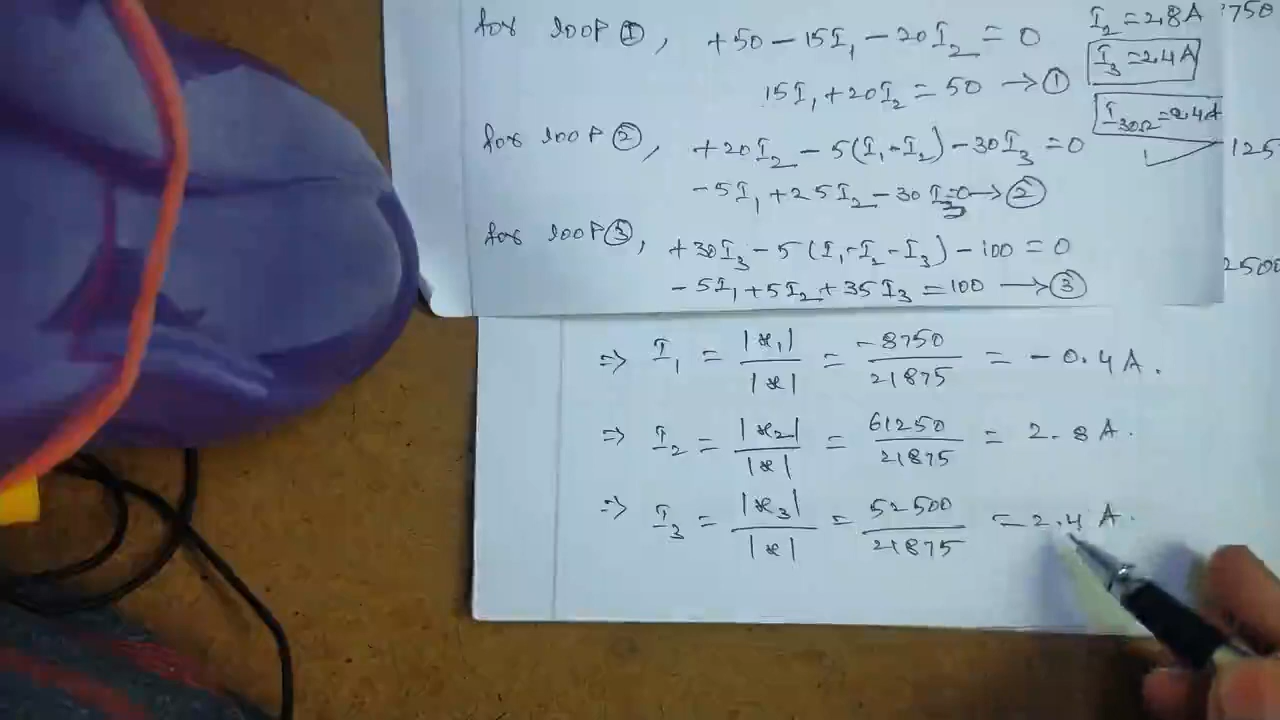 for loop ①, +50 - 15I₁ - 20I₂ = 0
15I₁ + 20I₂ = 50 → ①
for loop ②, +20I₂ - 5(I₁-I₂) - 30I₃ = 0
-5I₁ + 25I₂ - 30I₃=0 → ②
for loop ③, +30I₃ - 5(I₁-I₂-I₃) - 100 = 0
-5I₁ + 5I₂ + 35I₃ = 100 → ③
I₂ = 2.8A
I₃ = 2.4A
I₃₀Ω = 2.4A
750
125
2500
⇒ I₁ = |x₁| / |x| = -8750 / 21875 = -0.4 A.
⇒ I₂ = |x₂| / |x| = 61250 / 21875 = 2.8 A.
⇒ I₃ = |x₃| / |x| = 52500 / 21875 = 2.4 A.